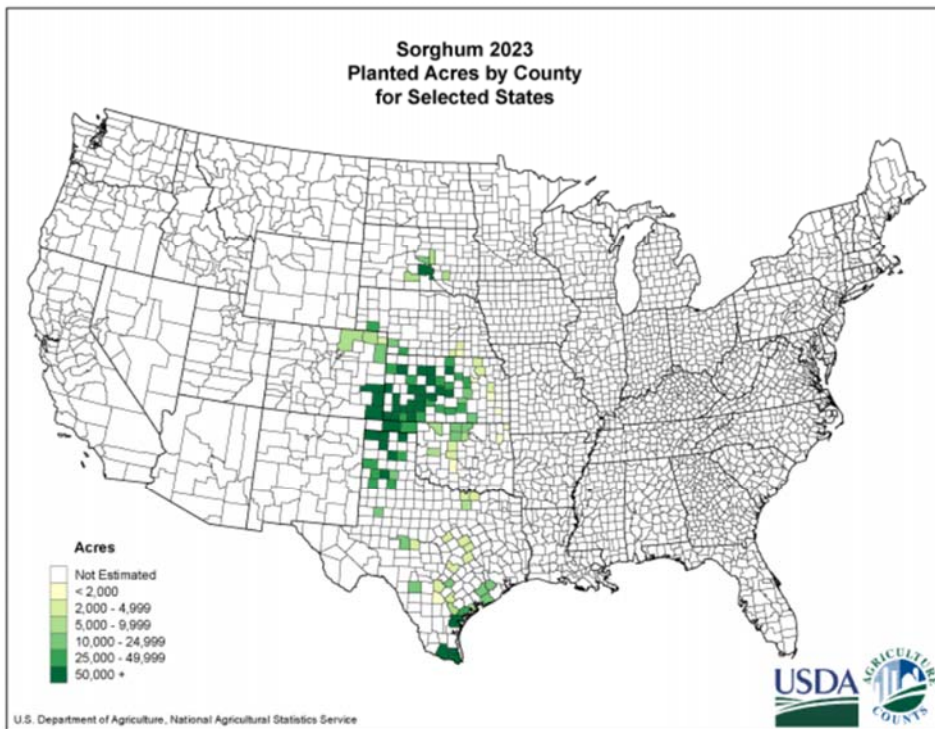 Sorghum 2023
Planted Acres by County
for Selected States
Acres
Not Estimated
< 2,000
2,000 - 4,999
5,000 - 9,999
10,000 - 24,999
25,000 - 49,999
50,000 +
U.S. Department of Agriculture, National Agricultural Statistics Service
USDA
AGRICULTURE
COUNTS